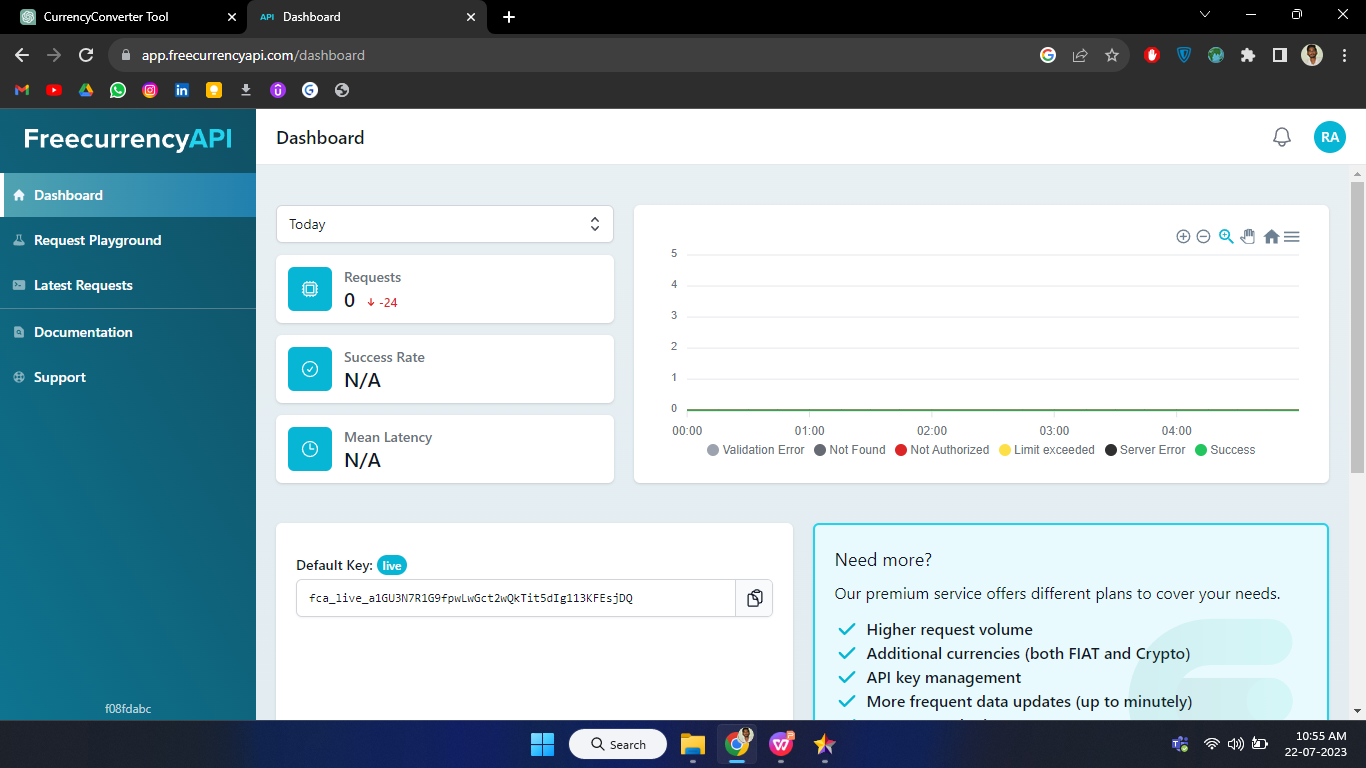 CurrencyConverter Tool
API Dashboard
app.freecurrencyapi.com/dashboard
FreecurrencyAPI
Dashboard
Request Playground
Latest Requests
Documentation
Support
f08fdabc
Dashboard
RA
Today
Requests
0 -24
Success Rate
N/A
Mean Latency
N/A
5
4
3
2
1
0
00:00 01:00 02:00 03:00 04:00
Validation Error Not Found Not Authorized Limit exceeded Server Error Success
Default Key: live
fca_live_a1GU3N7R1G9fpwLwGct2wQkTit5dIg113KFEsjDQ
Need more?
Our premium service offers different plans to cover your needs.
Higher request volume
Additional currencies (both FIAT and Crypto)
API key management
More frequent data updates (up to minutely)
Search
10:55 AM
22-07-2023